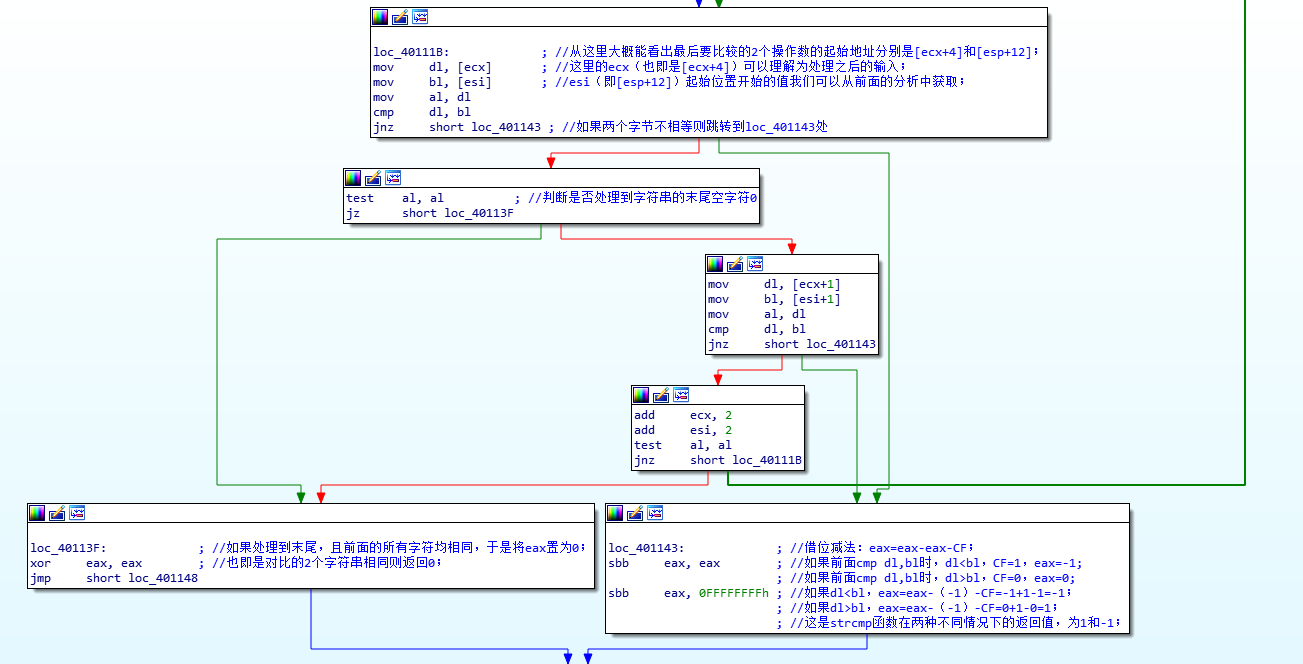 loc_40111B: ; //从这里大概能看出最后要比较的2个操作数的起始地址分别是[ecx+4]和[esp+12]；
mov dl, [ecx] ; //这里的ecx（也即是[ecx+4]）可以理解为处理之后的输入；
mov bl, [esi] ; //esi（即[esp+12]）起始位置开始的值我们可以从前面的分析中获取；
mov al, dl
cmp dl, bl
jnz short loc_401143 ; //如果两个字节不相等则跳转到loc_401143处
test al, al ; //判断是否处理到字符串的末尾空字符0
jz short loc_40113F
mov dl, [ecx+1]
mov bl, [esi+1]
mov al, dl
cmp dl, bl
jnz short loc_401143
add ecx, 2
add esi, 2
test al, al
jnz short loc_40111B
loc_40113F: ; //如果处理到末尾，且前面的所有字符均相同，于是将eax置为0；
xor eax, eax ; //也即是对比的2个字符串相同则返回0；
jmp short loc_401148
loc_401143: ; //借位减法：eax=eax-eax-CF；
sbb eax, eax ; //如果前面cmp dl,bl时，dl<bl，CF=1，eax=-1;
; //如果前面cmp dl,bl时，dl>bl，CF=0，eax=0;
sbb eax, 0FFFFFFFFh ; //如果dl<bl，eax=eax-（-1）-CF=-1+1-1=-1；
; //如果dl>bl，eax=eax-（-1）-CF=0+1-0=1；
; //这是strcmp函数在两种不同情况下的返回值，为1和-1；